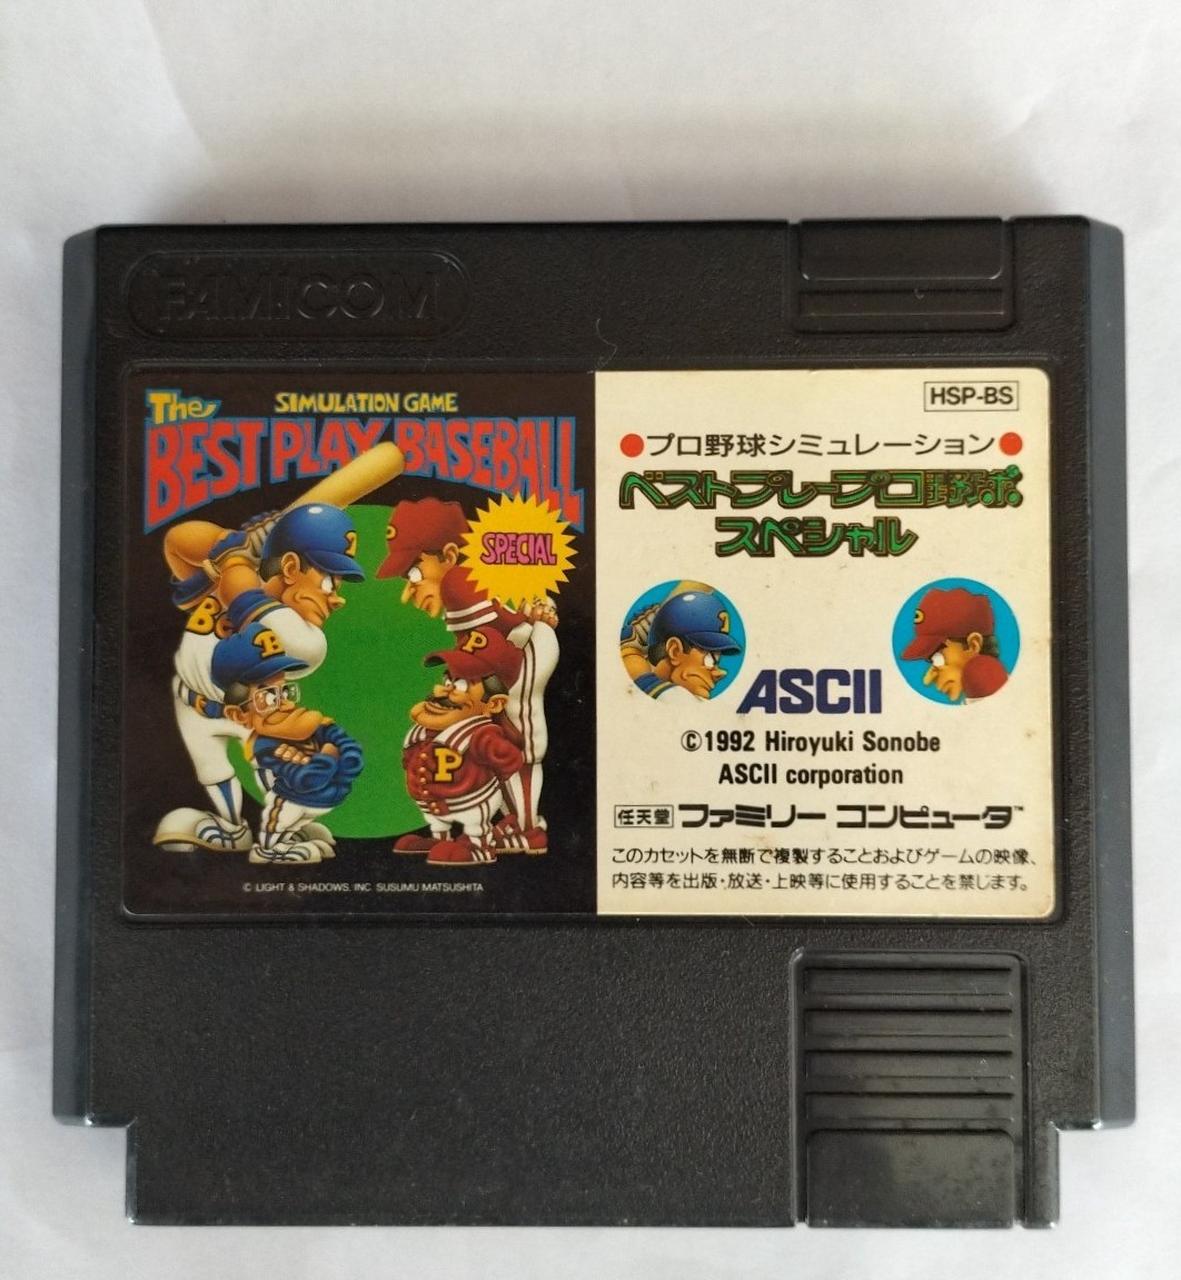 FAMICOM
The
SIMULATION GAME
BEST PLAY BASEBALL
SPECIAL
B
B
P
P
© LIGHT & SHADOWS. INC SUSUMU MATSUSHITA
HSP-BS
●プロ野球シミュレーション●
ベストプレープロ野球
スペシャル
ASCII
©1992 Hiroyuki Sonobe
ASCII corporation
任天堂 ファミリー コンピュータ™
このカセットを無断で複製することおよびゲームの映像、
内容等を出版・放送・上映等に使用することを禁じます。